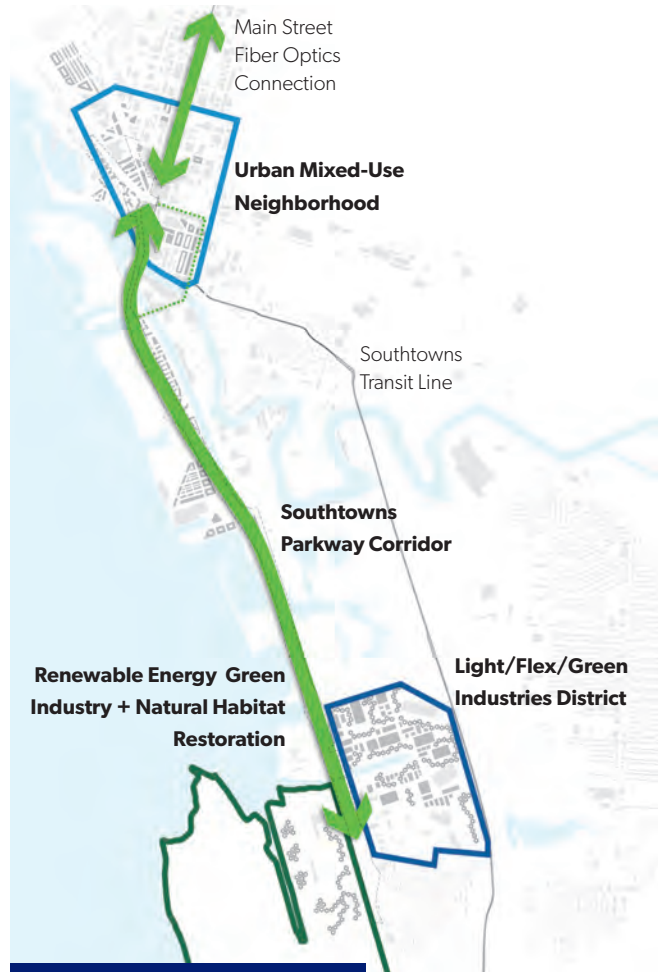 Main Street
Fiber Optics
Connection
Urban Mixed-Use
Neighborhood
Southtowns
Transit Line
Southtowns
Parkway Corridor
Renewable Energy Green
Industry + Natural Habitat
Restoration
Light/Flex/Green
Industries District